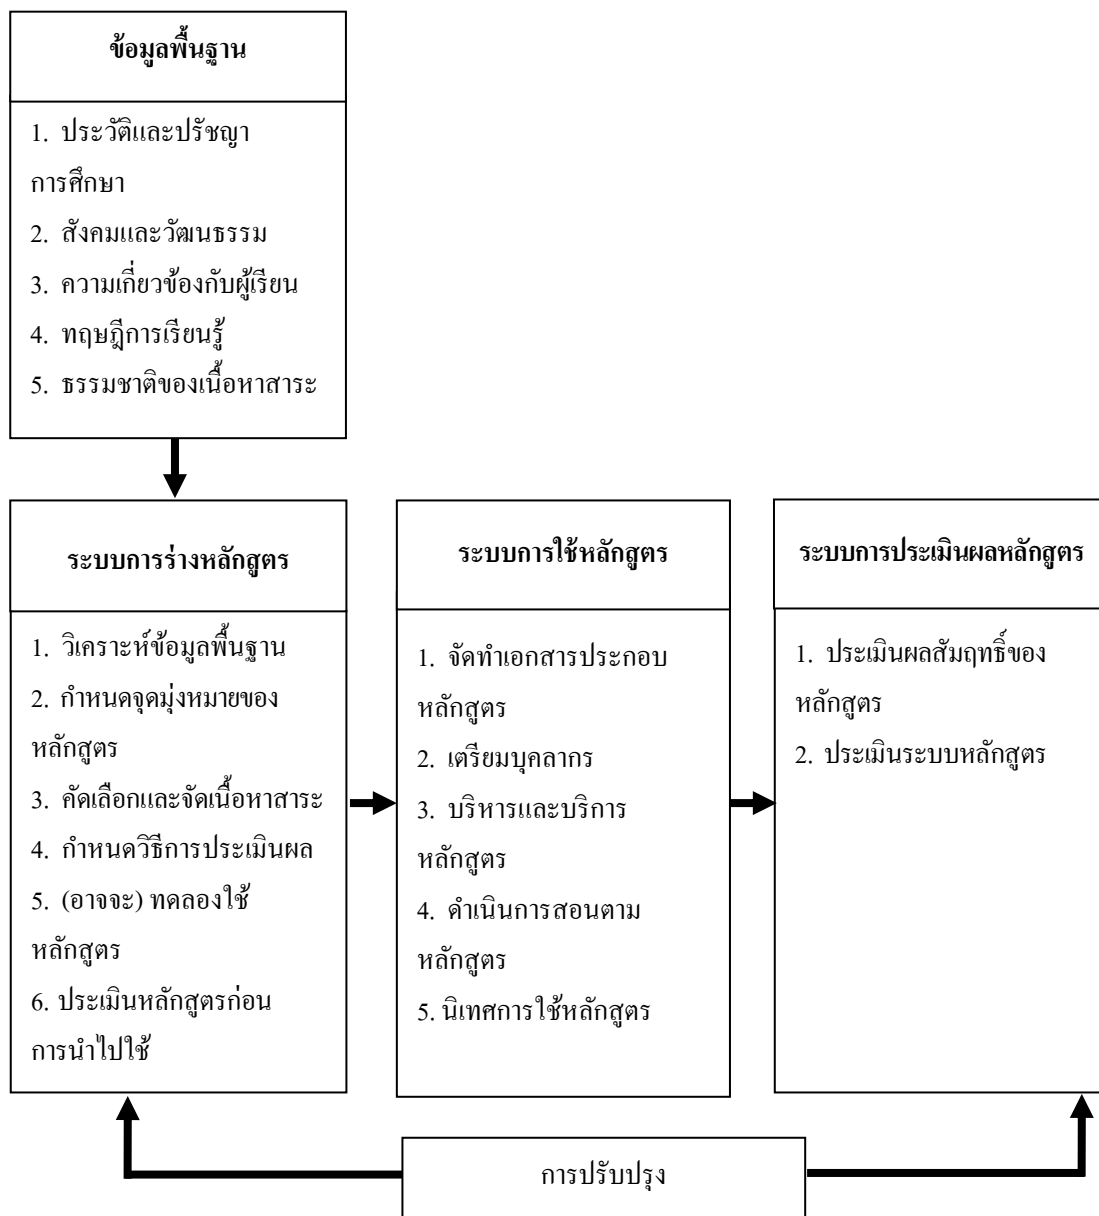 ข้อมูลพื้นฐาน
1. ประวัติและปรัชญา
การศึกษา
2. สังคมและวัฒนธรรม
3. ความเกี่ยวข้องกับผู้เรียน
4. ทฤษฎีการเรียนรู้
5. ธรรมชาติของเนื้อหาสาระ
ระบบการร่างหลักสูตร
1. วิเคราะห์ข้อมูลพื้นฐาน
2. กำหนดจุดมุ่งหมายของ
หลักสูตร
3. คัดเลือกและจัดเนื้อหาสาระ
4. กำหนดวิธีการประเมินผล
5. (อาจจะ) ทดลองใช้
หลักสูตร
6. ประเมินหลักสูตรก่อน
การนำไปใช้
ระบบการใช้หลักสูตร
1. จัดทำเอกสารประกอบ
หลักสูตร
2. เตรียมบุคลากร
3. บริหารและบริการ
หลักสูตร
4. ดำเนินการสอนตาม
หลักสูตร
5. นิเทศการใช้หลักสูตร
ระบบการประเมินผลหลักสูตร
1. ประเมินผลสัมฤทธิ์ของ
หลักสูตร
2. ประเมินระบบหลักสูตร
การปรับปรุง